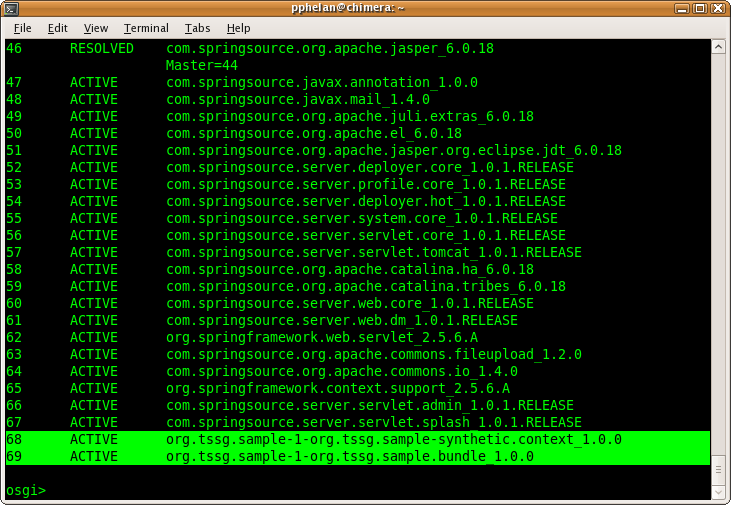 pphelan@chimera: ~
File Edit View Terminal Tabs Help
46 RESOLVED com.springsource.org.apache.jasper_6.0.18
Master=44
47 ACTIVE com.springsource.javax.annotation_1.0.0
48 ACTIVE com.springsource.javax.mail_1.4.0
49 ACTIVE com.springsource.org.apache.juli.extras_6.0.18
50 ACTIVE com.springsource.org.apache.el_6.0.18
51 ACTIVE com.springsource.org.apache.jasper.org.eclipse.jdt_6.0.18
52 ACTIVE com.springsource.server.deployer.core_1.0.1.RELEASE
53 ACTIVE com.springsource.server.profile.core_1.0.1.RELEASE
54 ACTIVE com.springsource.server.deployer.hot_1.0.1.RELEASE
55 ACTIVE com.springsource.server.system.core_1.0.1.RELEASE
56 ACTIVE com.springsource.server.servlet.core_1.0.1.RELEASE
57 ACTIVE com.springsource.server.servlet.tomcat_1.0.1.RELEASE
58 ACTIVE com.springsource.org.apache.catalina.ha_6.0.18
59 ACTIVE com.springsource.org.apache.catalina.tribes_6.0.18
60 ACTIVE com.springsource.server.web.core_1.0.1.RELEASE
61 ACTIVE com.springsource.server.web.dm_1.0.1.RELEASE
62 ACTIVE org.springframework.web.servlet_2.5.6.A
63 ACTIVE com.springsource.org.apache.commons.fileupload_1.2.0
64 ACTIVE com.springsource.org.apache.commons.io_1.4.0
65 ACTIVE org.springframework.context.support_2.5.6.A
66 ACTIVE com.springsource.server.servlet.admin_1.0.1.RELEASE
67 ACTIVE com.springsource.server.servlet.splash_1.0.1.RELEASE
68 ACTIVE org.tssg.sample-1-org.tssg.sample-synthetic.context_1.0.0
69 ACTIVE org.tssg.sample-1-org.tssg.sample.bundle_1.0.0
osgi>